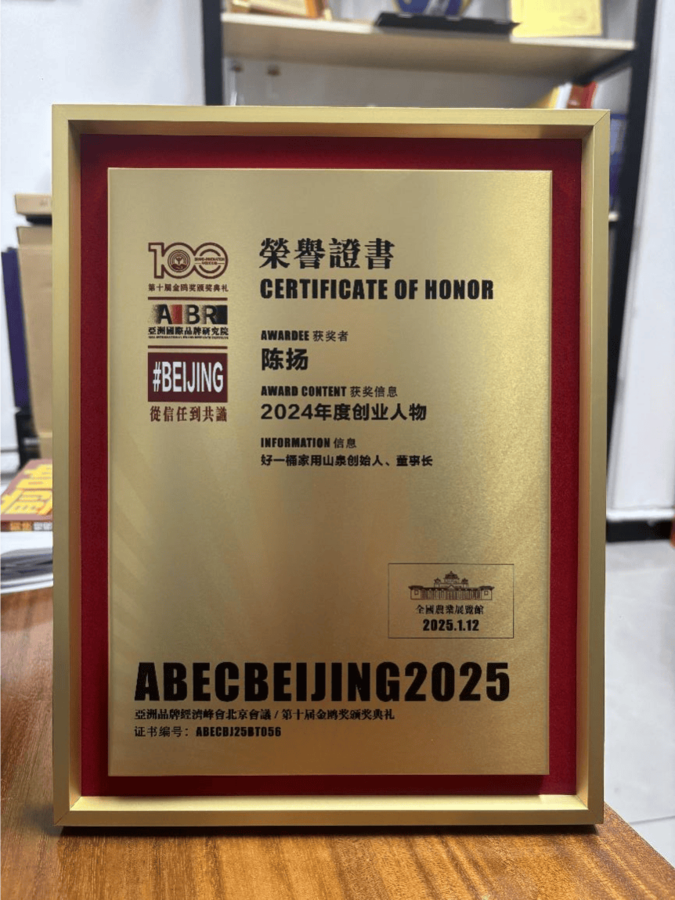 100
第十届金鸥奖颁奖典礼
ABRI
亞洲國際品牌研究院
#BEIJING
從信任到共識
榮譽證書
CERTIFICATE OF HONOR
AWARDEE 获奖者
陈扬
AWARD CONTENT 获奖信息
2024年度创业人物
INFORMATION 信息
好一桶家用山泉创始人、董事长
全國農業展覽館
2025.1.12
ABECBEIJING2025
亞洲品牌經濟峰會北京會議 / 第十届金鸥奖颁奖典礼
证书编号：ABECBJ25BT056